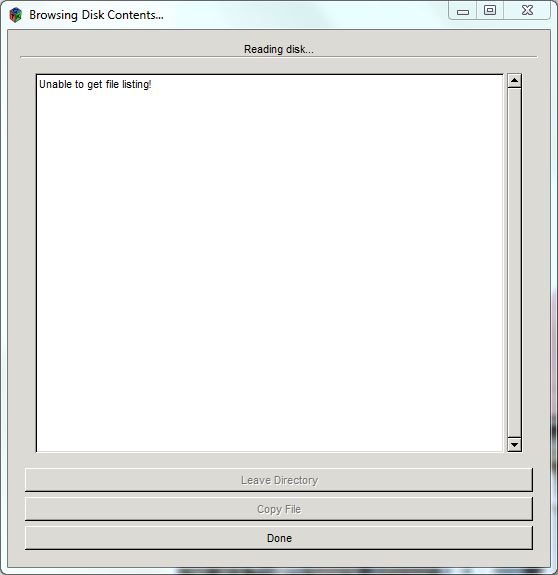 Browsing Disk Contents...
Reading disk...
Unable to get file listing!
Leave Directory
Copy File
Done